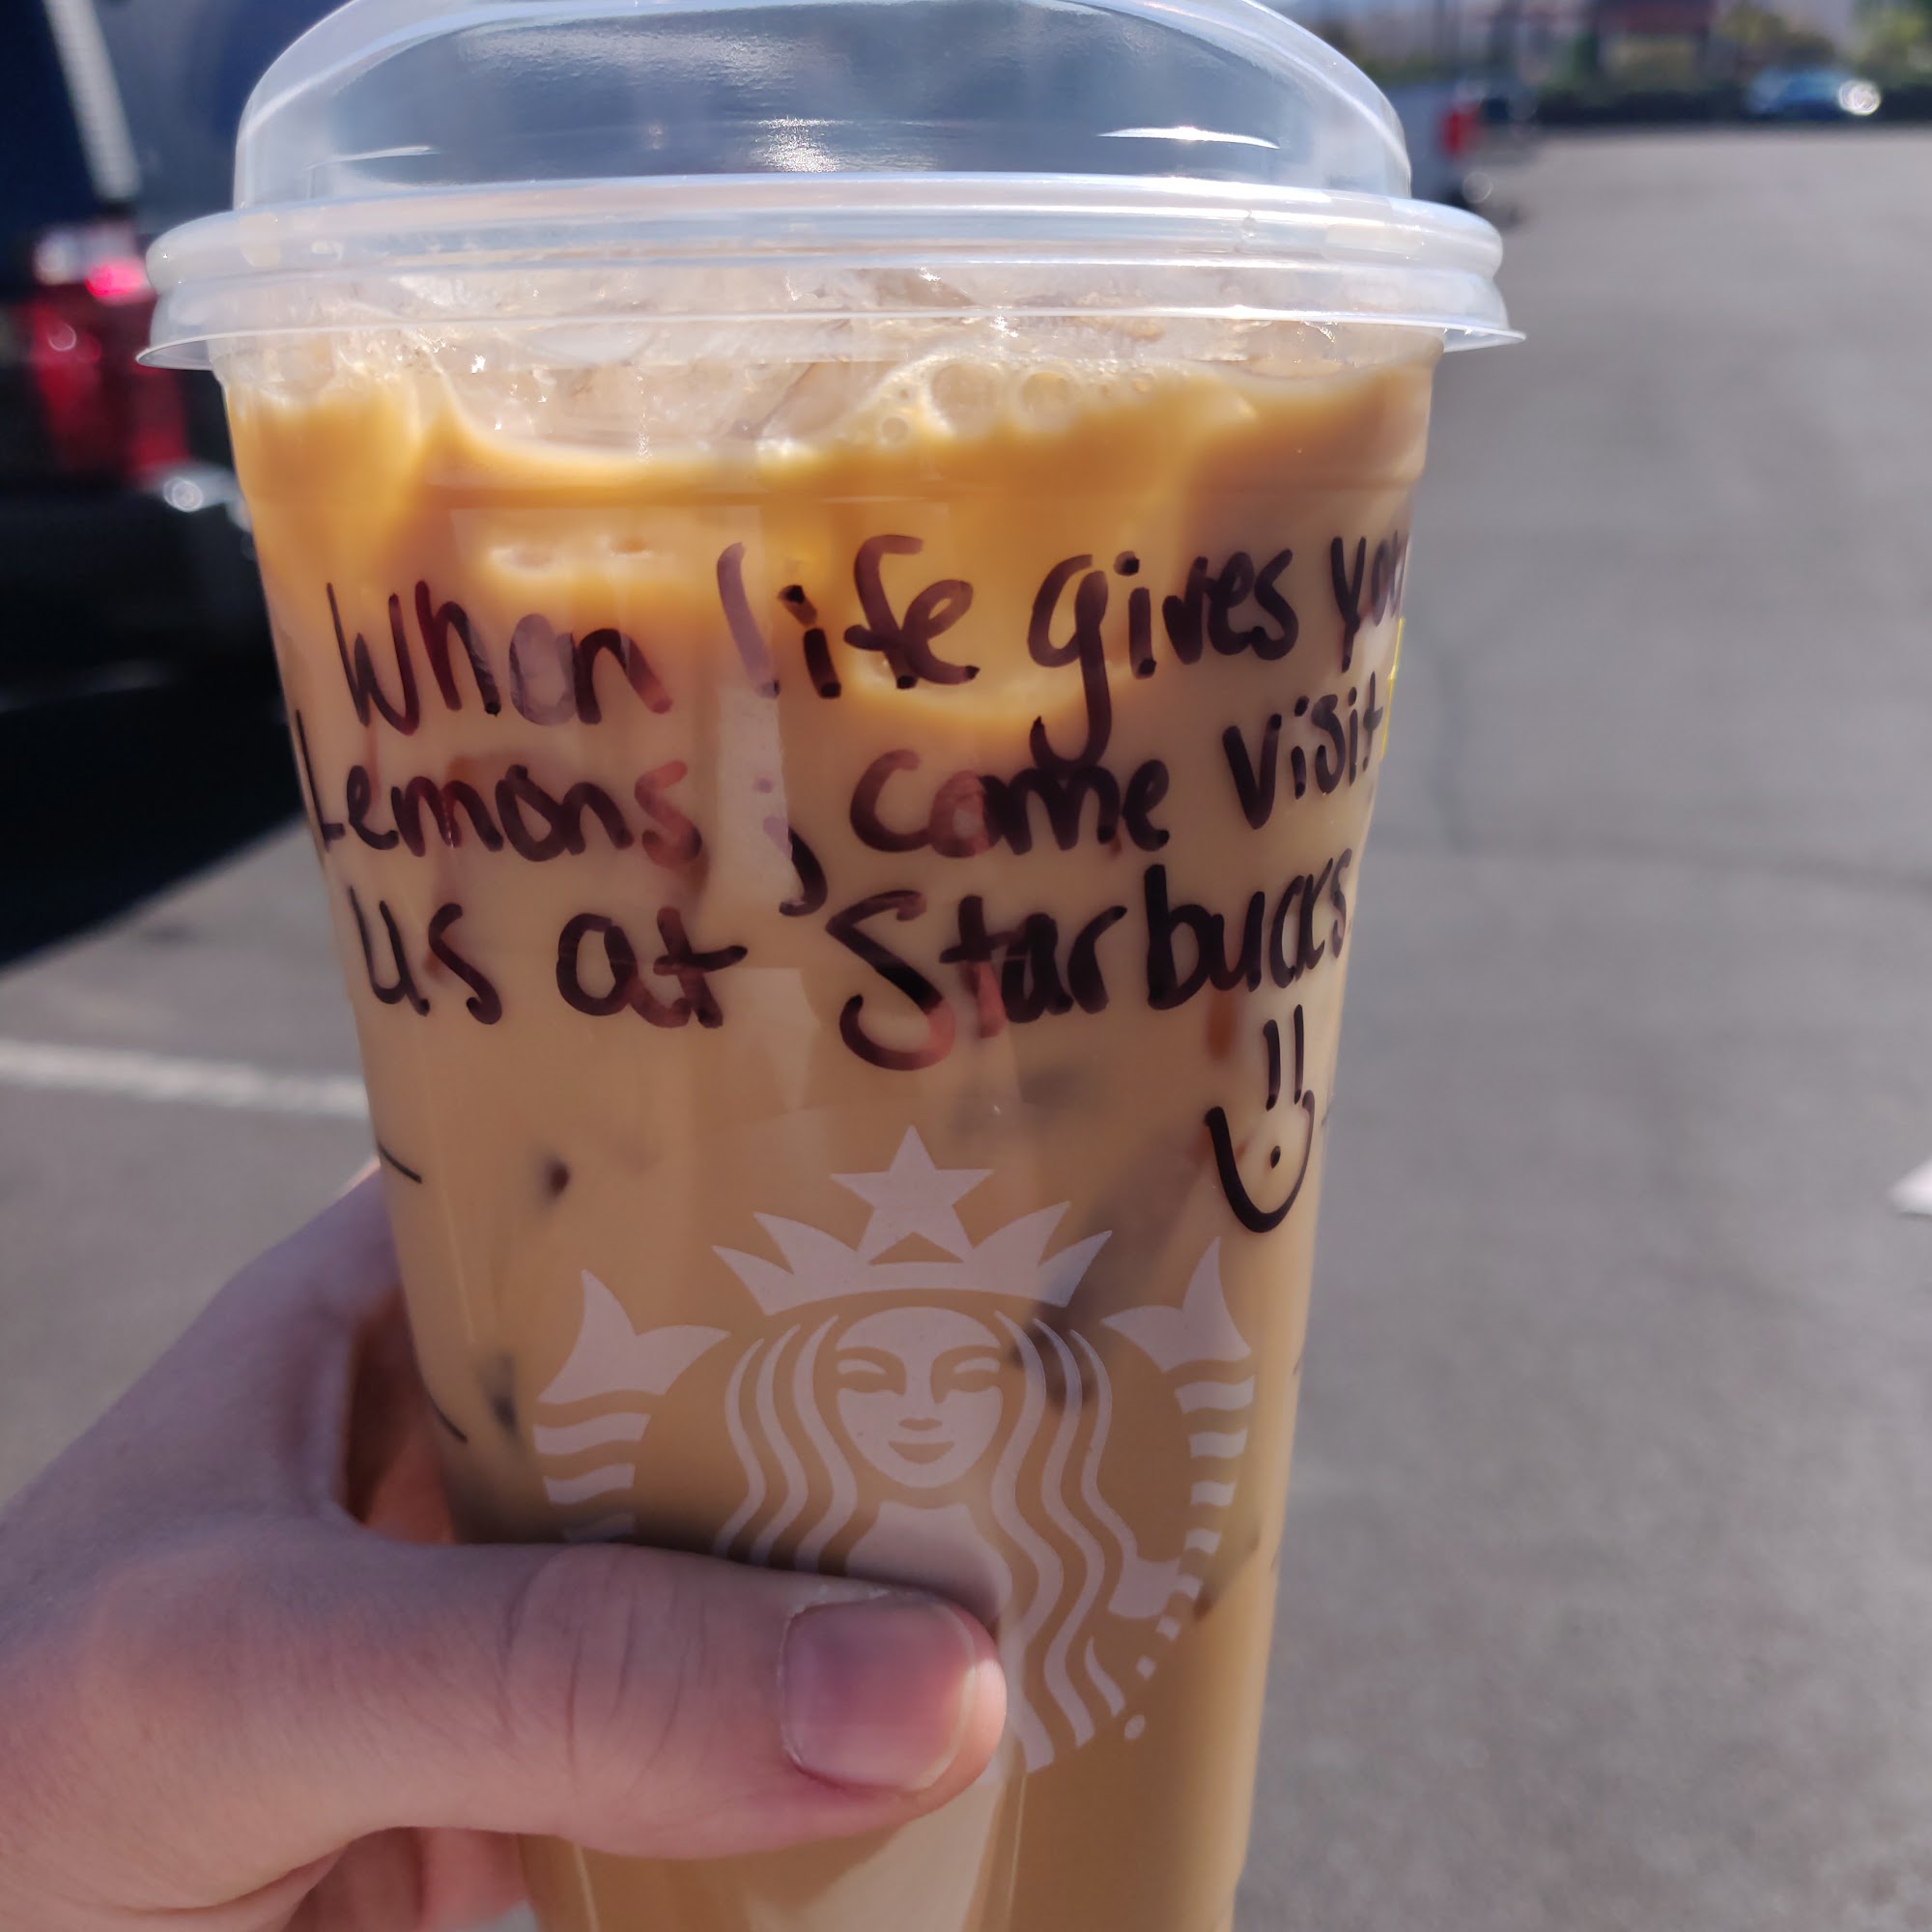 When life gives you
Lemons, come visit
us at Starbucks